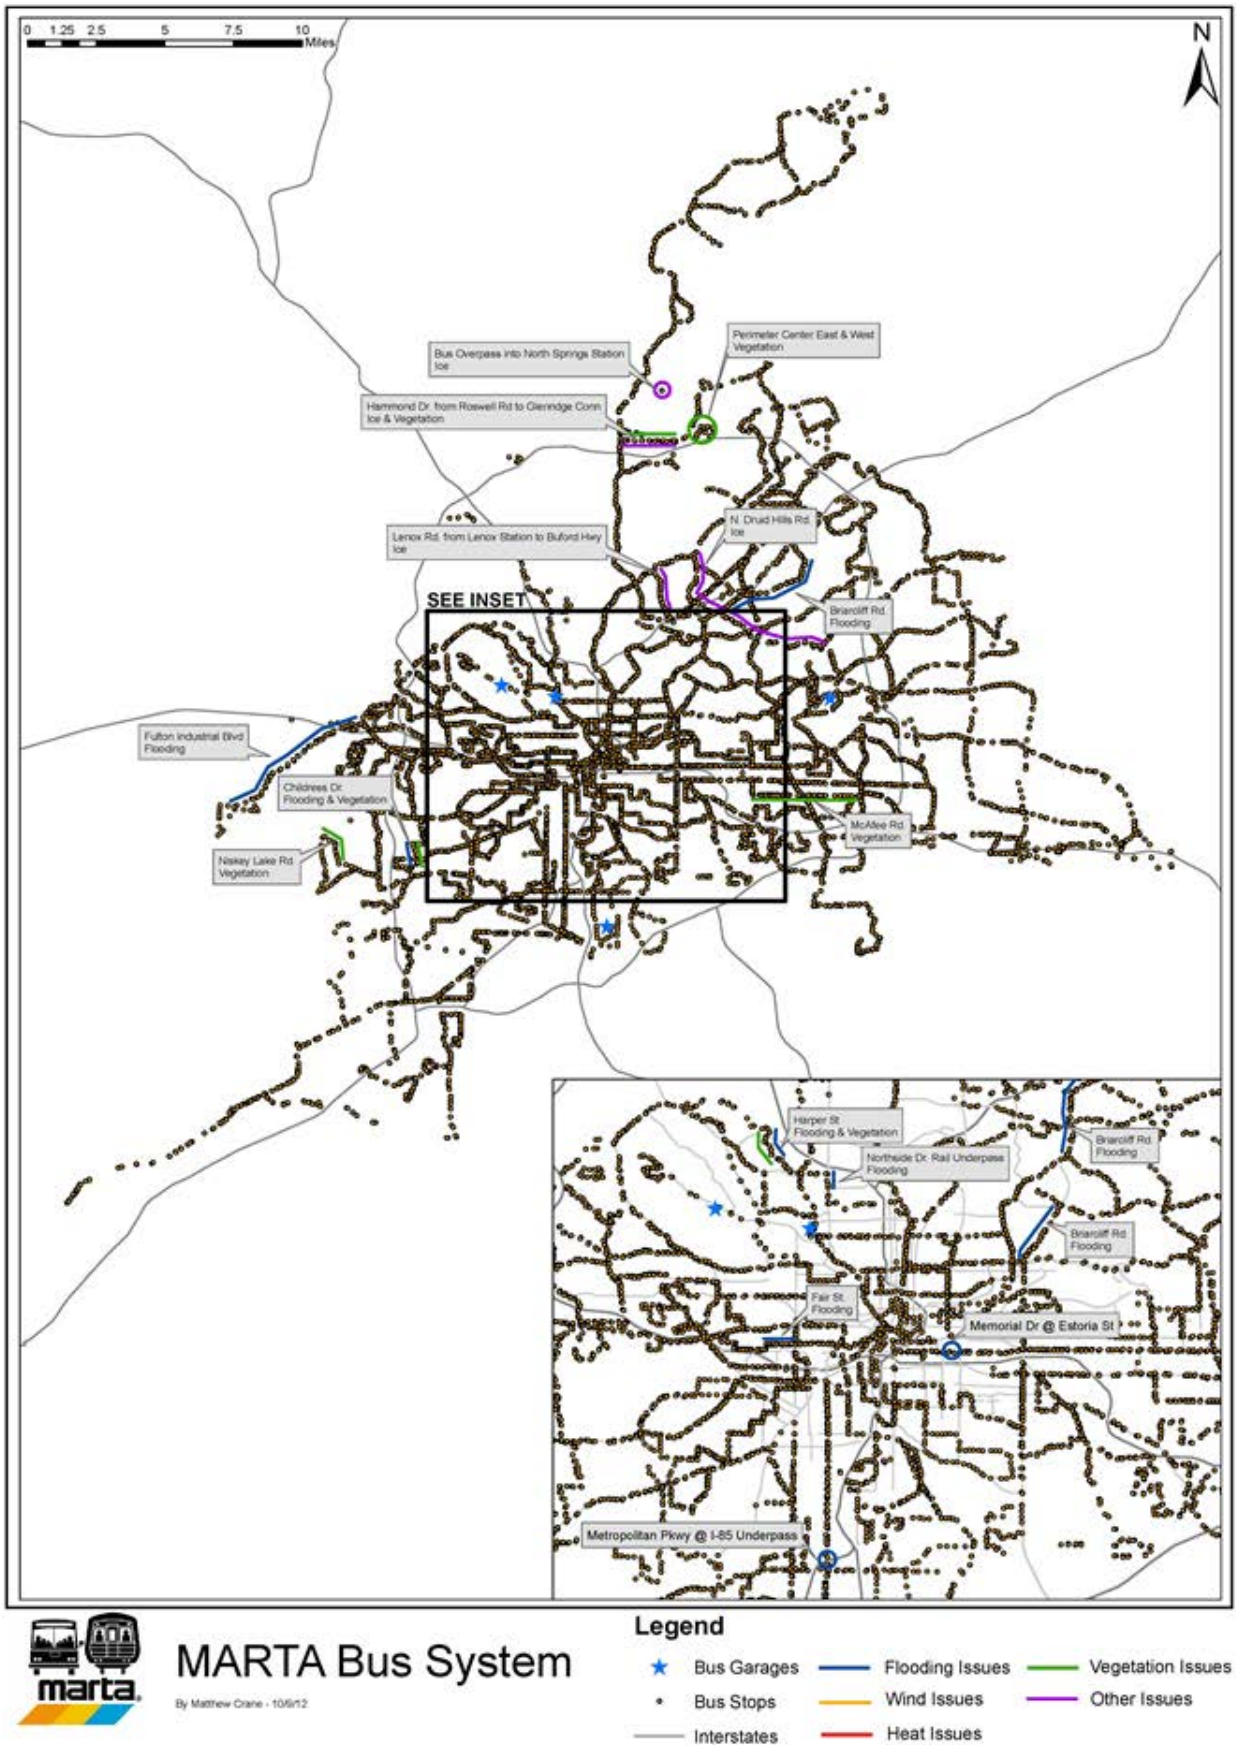 0 1.25 2.5 5 7.5 10
Miles
N
Perimeter Center East & West
Vegetation
Bus Overpass into North Springs Station
Ice
Hammond Dr. from Roswell Rd to Glenridge Conn
Ice & Vegetation
N. Druid Hills Rd.
Ice
Lenox Rd. from Lenox Station to Buford Hwy
Ice
SEE INSET
Briarcliff Rd.
Flooding
Fulton Industrial Blvd
Flooding
Childress Dr.
Flooding & Vegetation
McAfee Rd.
Vegetation
Niskey Lake Rd
Vegetation
Harper St
Flooding & Vegetation
Briarcliff Rd.
Flooding
Northside Dr. Rail Underpass
Flooding
Briarcliff Rd
Flooding
Fair St.
Flooding
Memorial Dr @ Estoria St
Metropolitan Pkwy @ I-85 Underpass
marta
MARTA Bus System
By Matthew Crane - 10/9/12
Legend
Bus Garages
Flooding Issues
Vegetation Issues
Bus Stops
Wind Issues
Other Issues
Interstates
Heat Issues